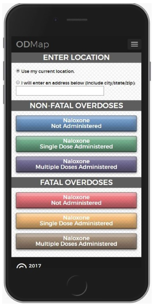 ODMap
ENTER LOCATION
Use my current location.
I will enter an address below (include city/state/zip):
NON-FATAL OVERDOSES
Naloxone
Not Administered
Naloxone
Single Dose Administered
Naloxone
Multiple Doses Administered
FATAL OVERDOSES
Naloxone
Not Administered
Naloxone
Single Dose Administered
Naloxone
Multiple Doses Administered
2017